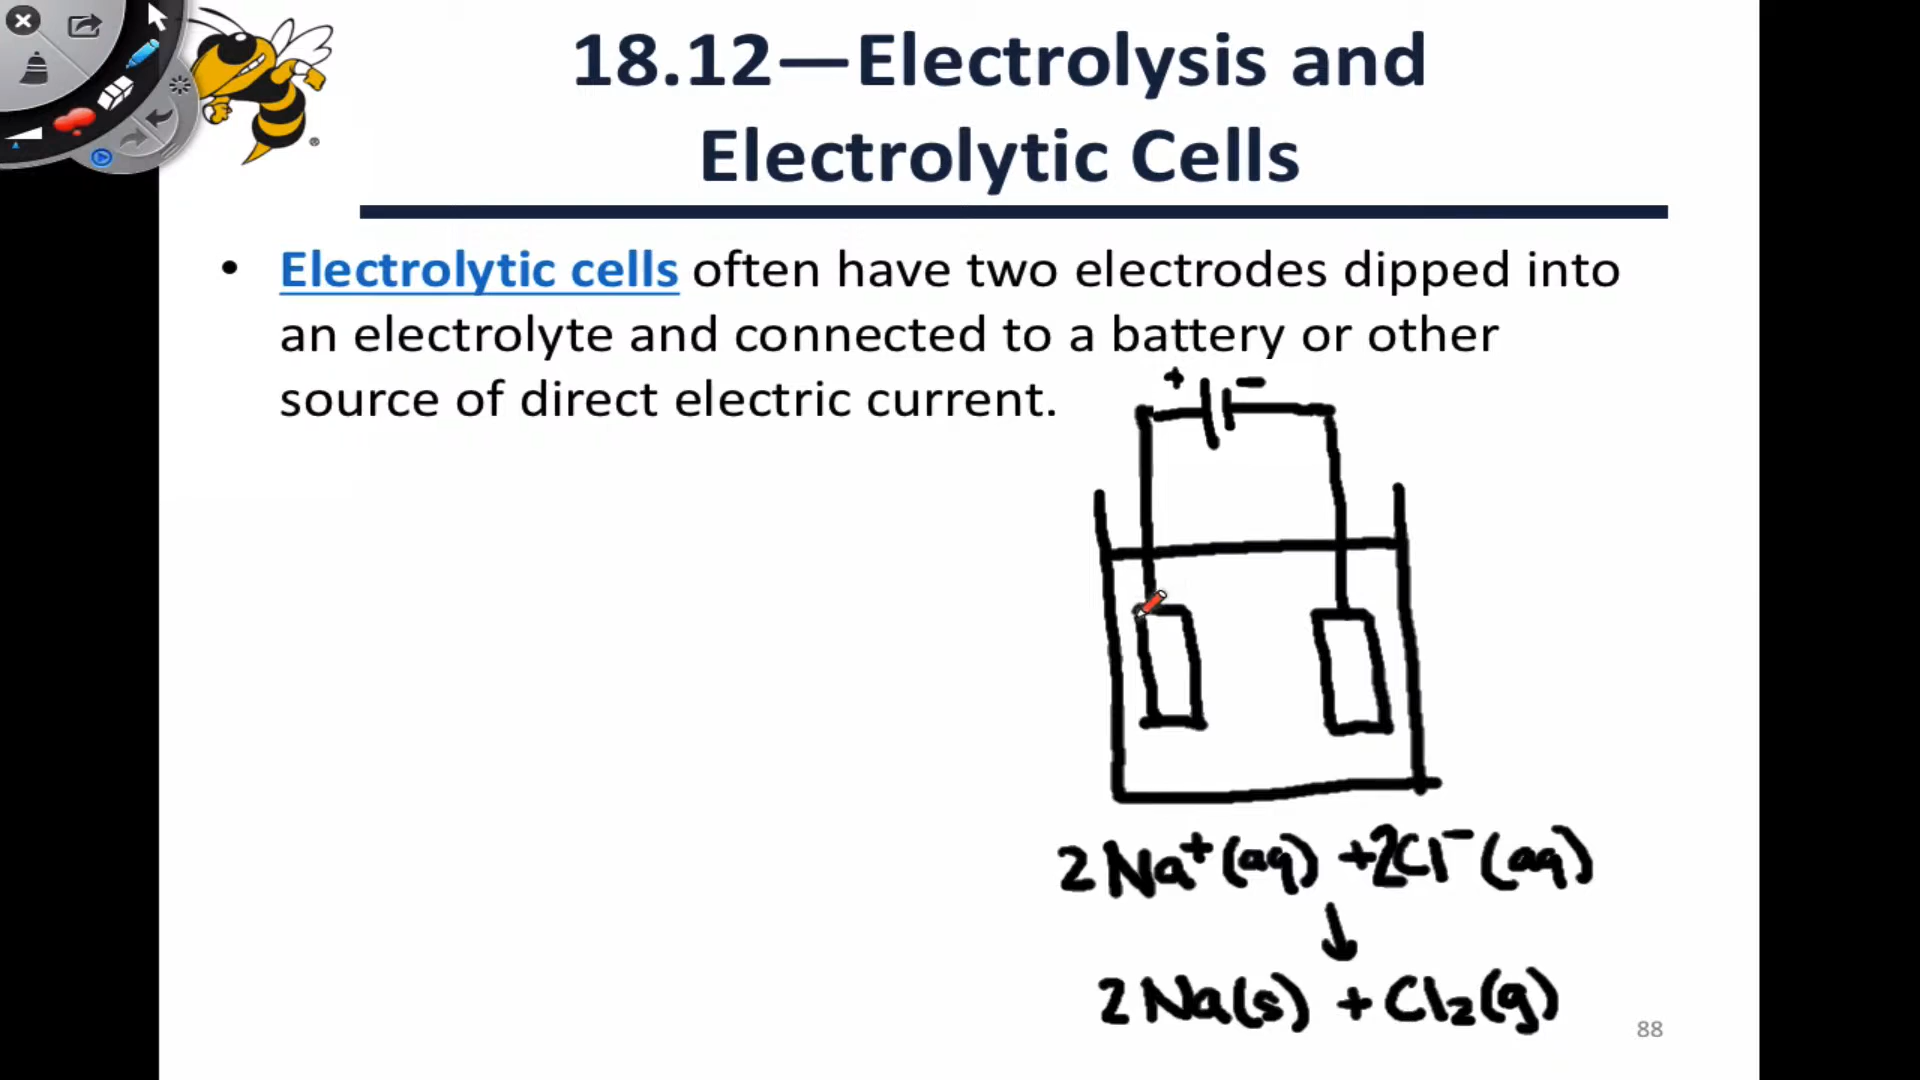 18.12—Electrolysis and
Electrolytic Cells
• Electrolytic cells often have two electrodes dipped into
an electrolyte and connected to a battery or other
source of direct electric current.
+ −
2Na⁺(aq) + 2Cl⁻(aq)
↓
2Na(s) + Cl₂(g)
88
®